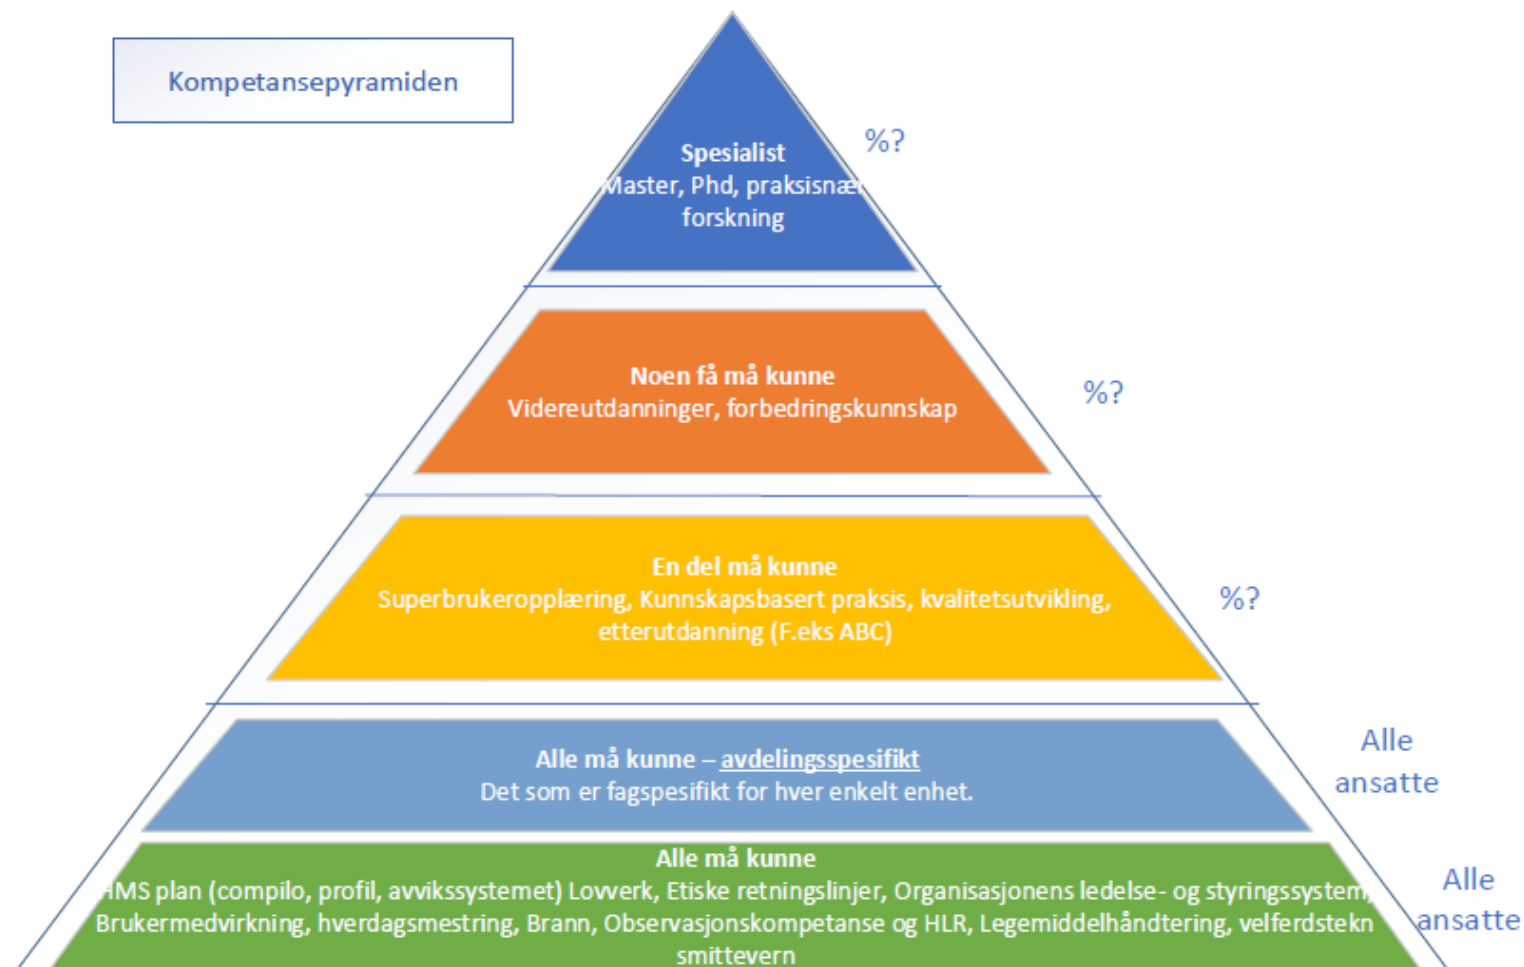 Kompetansepyramiden
%?
Spesialist
Master, Phd, praksisnær
forskning
Noen få må kunne
Videreutdanninger, forbedringskunnskap
%?
En del må kunne
Superbrukeropplæring, Kunnskapsbasert praksis, kvalitetsutvikling,
etterutdanning (F.eks ABC)
%?
Alle må kunne – avdelingsspesifikt
Det som er fagspesifikt for hver enkelt enhet.
Alle
ansatte
Alle må kunne
HMS plan (compilo, profil, avvikssystemet) Lovverk, Etiske retningslinjer, Organisasjonens ledelse- og styringssystem,
Brukermedvirkning, hverdagsmestring, Brann, Observasjonskompetanse og HLR, Legemiddelhåndtering, velferdstekn
smittevern
Alle
ansatte